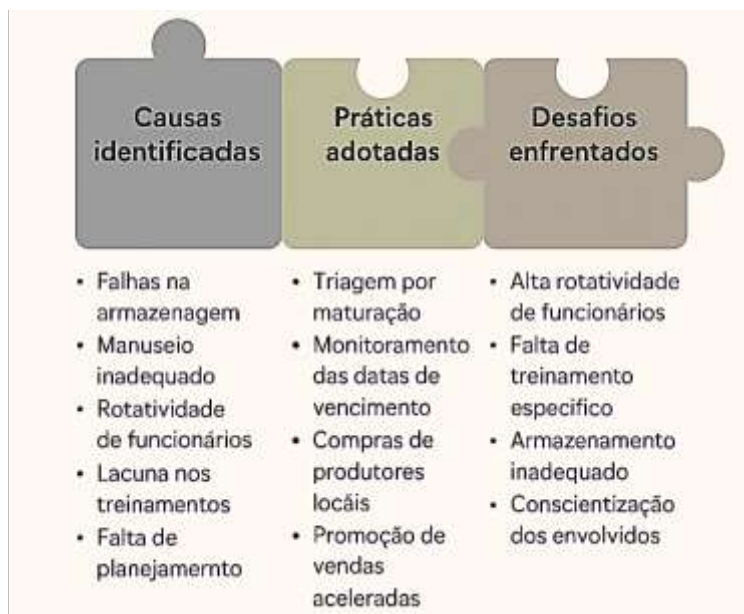 Causas
identificadas
Práticas
adotadas
Desafios
enfrentados
• Falhas na
armazenagem
• Manuseio
inadequado
• Rotatividade
de funcionários
• Lacuna nos
treinamentos
• Falta de
planejamernto
• Triagem por
maturação
• Monitoramento
das datas de
vencimento
• Compras de
produtores
locáis
• Promoção de
vendas
aceleradas
• Alta rotatividade
de funcionários
• Falta de
treinamento
especifico
• Armazenamento
inadequado
• Conscientização
dos envolvidos